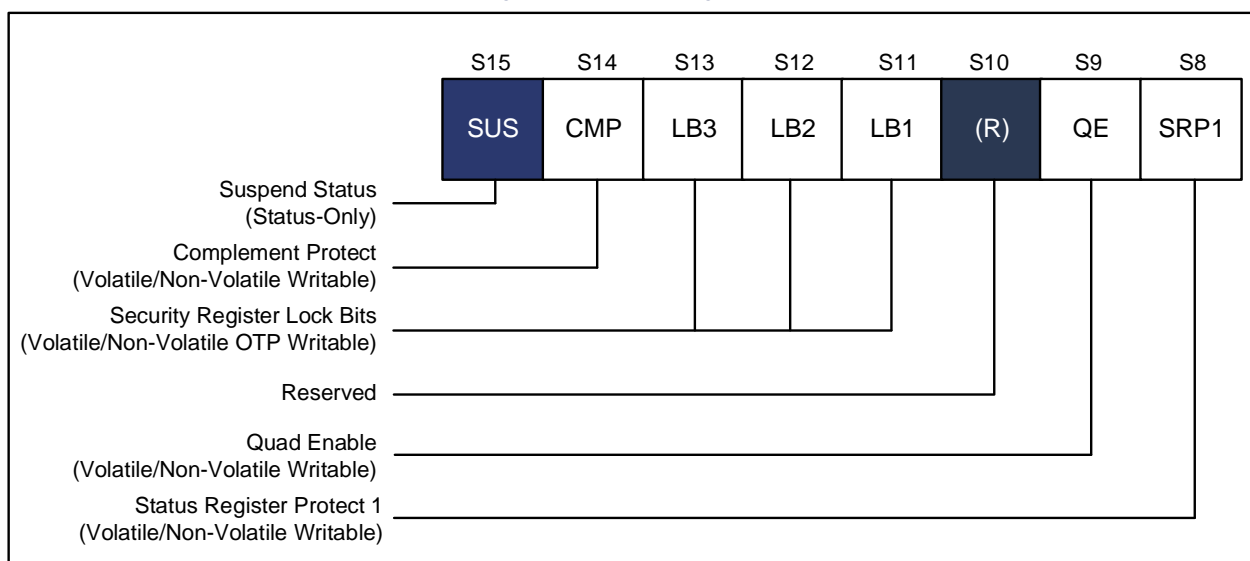 S15 S14 S13 S12 S11 S10 S9 S8
SUS CMP LB3 LB2 LB1 (R) QE SRP1
Suspend Status
(Status-Only)
Complement Protect
(Volatile/Non-Volatile Writable)
Security Register Lock Bits
(Volatile/Non-Volatile OTP Writable)
Reserved
Quad Enable
(Volatile/Non-Volatile Writable)
Status Register Protect 1
(Volatile/Non-Volatile Writable)